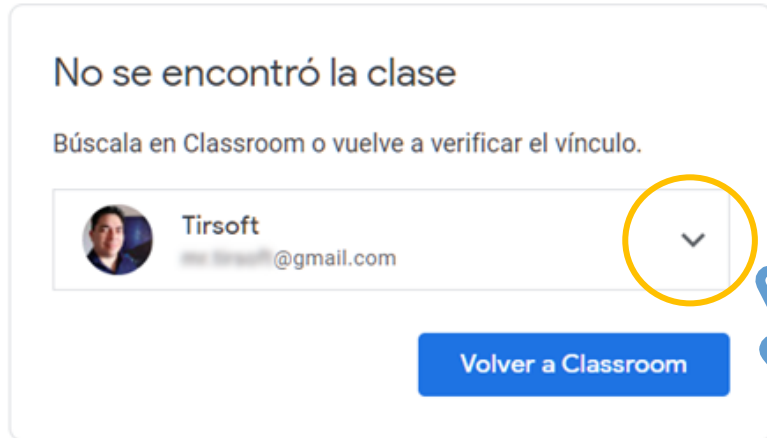 No se encontró la clase
Búscala en Classroom o vuelve a verificar el vínculo.
Tirsoft
@gmail.com
Volver a Classroom